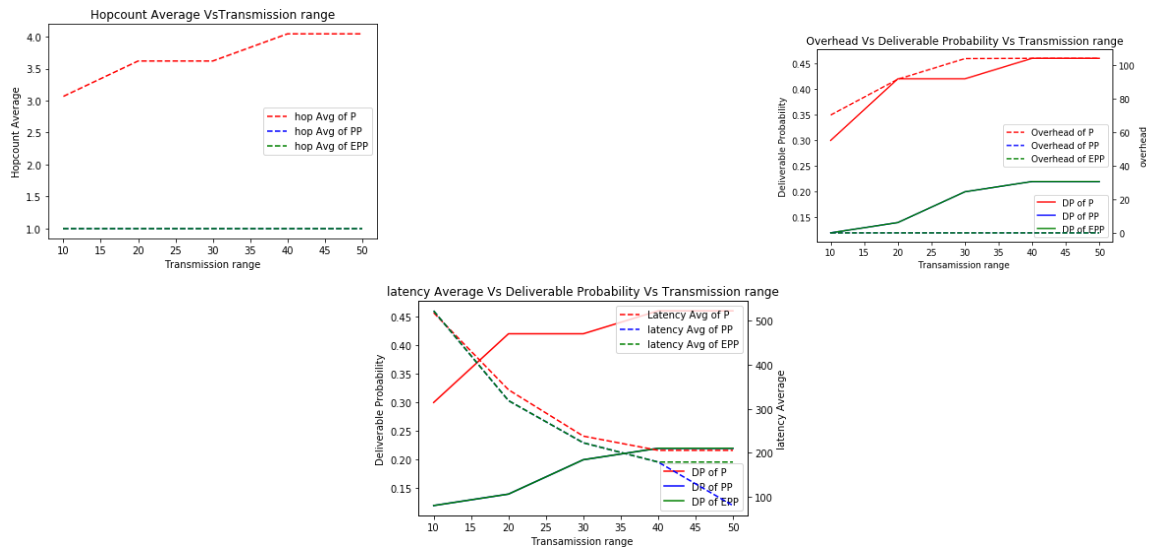 Hopcount Average VsTransmission range
4.0
3.5
3.0
2.5
2.0
1.5
1.0
Hopcount Average
hop Avg of P
hop Avg of PP
hop Avg of EPP
10 15 20 25 30 35 40 45 50
Transmission range
Overhead Vs Deliverable Probability Vs Transmission range
0.45
0.40
0.35
0.30
0.25
0.20
0.15
Deliverable Probability
100
80
60
40
20
0
overhead
Overhead of P
Overhead of PP
Overhead of EPP
DP of P
DP of PP
DP of EPP
10 15 20 25 30 35 40 45 50
Transamission range
latency Average Vs Deliverable Probability Vs Transmission range
0.45
0.40
0.35
0.30
0.25
0.20
0.15
Deliverable Probability
500
400
300
200
100
latency Average
Latency Avg of P
latency Avg of PP
latency Avg of EPP
DP of P
DP of PP
DP of EPP
10 15 20 25 30 35 40 45 50
Transamission range